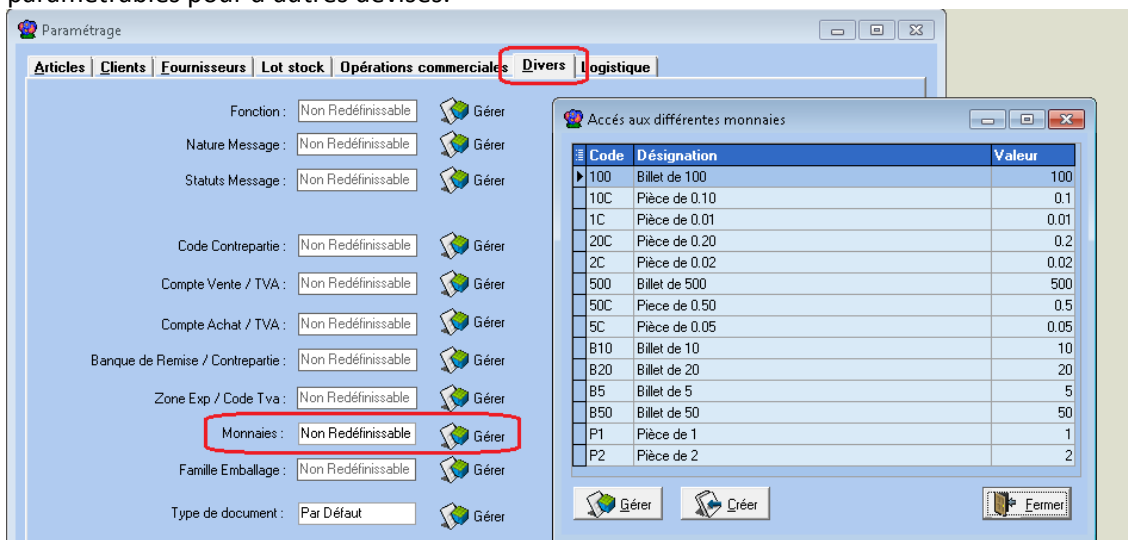 paramétrables pour d'autres devises.
Paramétrage
Articles Clients Fournisseurs Lot stock Opérations commerciales Divers Logistique
Fonction : Non Redéfinissable Gérer
Nature Message : Non Redéfinissable Gérer
Statuts Message : Non Redéfinissable Gérer
Code Contrepartie : Non Redéfinissable Gérer
Compte Vente / TVA : Non Redéfinissable Gérer
Compte Achat / TVA : Non Redéfinissable Gérer
Banque de Remise / Contrepartie : Non Redéfinissable Gérer
Zone Exp / Code Tva : Non Redéfinissable Gérer
Monnaies : Non Redéfinissable Gérer
Famille Emballage : Non Redéfinissable Gérer
Type de document : Par Défaut Gérer
Accés aux différentes monnaies
Code Désignation Valeur
100 Billet de 100 100
10C Pièce de 0.10 0.1
1C Pièce de 0.01 0.01
20C Pièce de 0.20 0.2
2C Pièce de 0.02 0.02
500 Billet de 500 500
50C Piece de 0.50 0.5
5C Pièce de 0.05 0.05
B10 Billet de 10 10
B20 Billet de 20 20
B5 Billet de 5 5
B50 Billet de 50 50
P1 Pièce de 1 1
P2 Pièce de 2 2
Gérer Créer Fermer